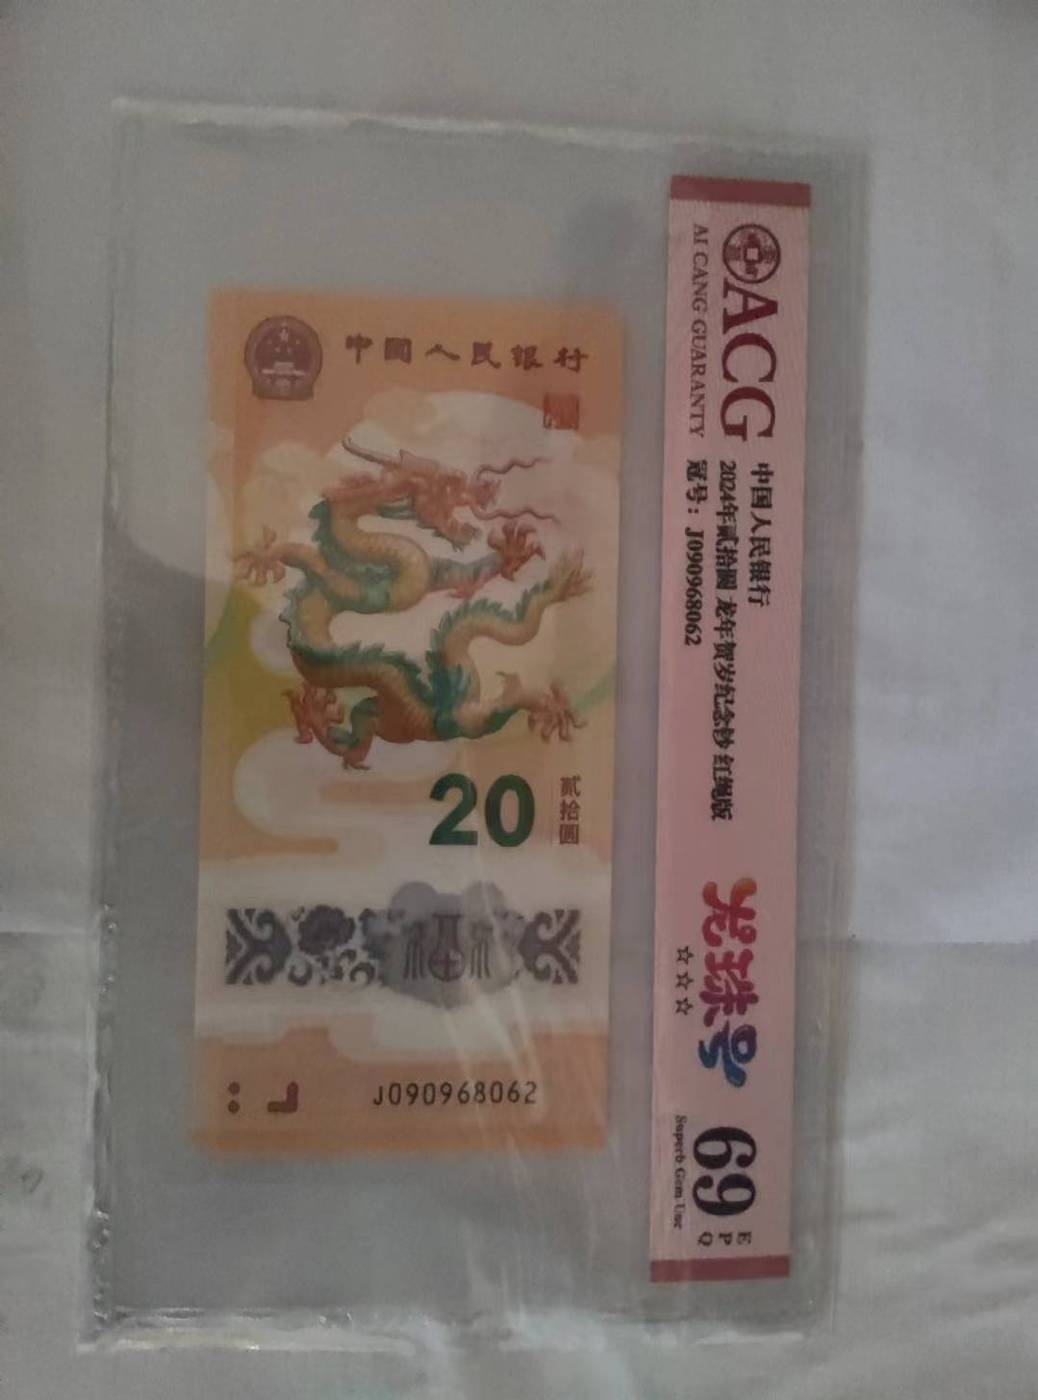 ACG
AI CANG GUARANTY
中国人民银行
2024年贰拾圆 龙年贺岁纪念钞 红绳版
冠号：J090968062
龙珠号
☆☆☆
69
EPQ
Superb Gem Unc
中国人民银行
20
贰拾圆
J090968062